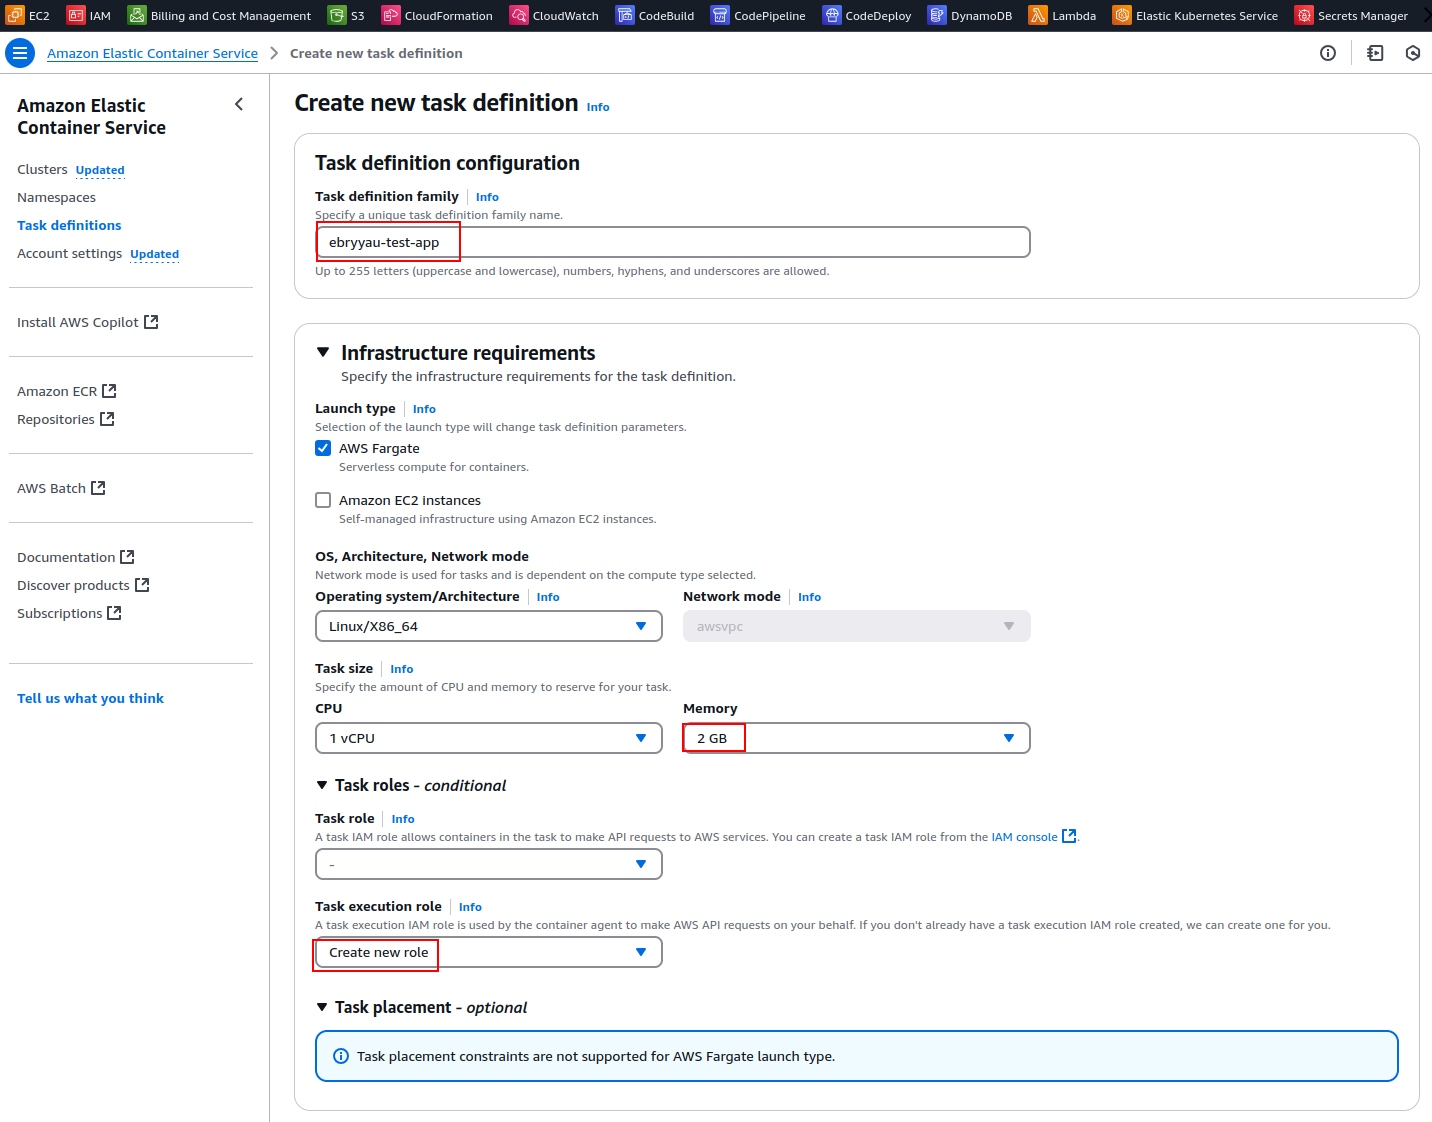 EC2 IAM Billing and Cost Management S3 CloudFormation CloudWatch CodeBuild CodePipeline CodeDeploy DynamoDB Lambda Elastic Kubernetes Service Secrets Manager
Amazon Elastic Container Service > Create new task definition
Amazon Elastic
Container Service
Clusters Updated
Namespaces
Task definitions
Account settings Updated
Install AWS Copilot
Amazon ECR
Repositories
AWS Batch
Documentation
Discover products
Subscriptions
Tell us what you think
Create new task definition Info
Task definition configuration
Task definition family Info
Specify a unique task definition family name.
ebryyau-test-app
Up to 255 letters (uppercase and lowercase), numbers, hyphens, and underscores are allowed.
Infrastructure requirements
Specify the infrastructure requirements for the task definition.
Launch type Info
Selection of the launch type will change task definition parameters.
AWS Fargate
Serverless compute for containers.
Amazon EC2 instances
Self-managed infrastructure using Amazon EC2 instances.
OS, Architecture, Network mode
Network mode is used for tasks and is dependent on the compute type selected.
Operating system/Architecture Info Network mode Info
Linux/X86_64 awsvpc
Task size Info
Specify the amount of CPU and memory to reserve for your task.
CPU Memory
1 vCPU 2 GB
Task roles - conditional
Task role Info
A task IAM role allows containers in the task to make API requests to AWS services. You can create a task IAM role from the IAM console.
-
Task execution role Info
A task execution IAM role is used by the container agent to make AWS API requests on your behalf. If you don't already have a task execution IAM role created, we can create one for you.
Create new role
Task placement - optional
Task placement constraints are not supported for AWS Fargate launch type.